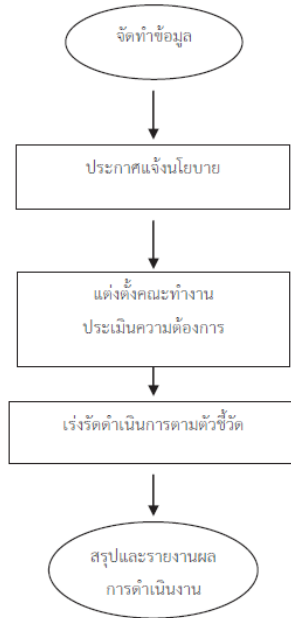 จัดทำข้อมูล
ประกาศแจ้งนโยบาย
แต่งตั้งคณะทำงาน
ประเมินความต้องการ
เร่งรัดดำเนินการตามตัวชี้วัด
สรุปและรายงานผล
การดำเนินงาน